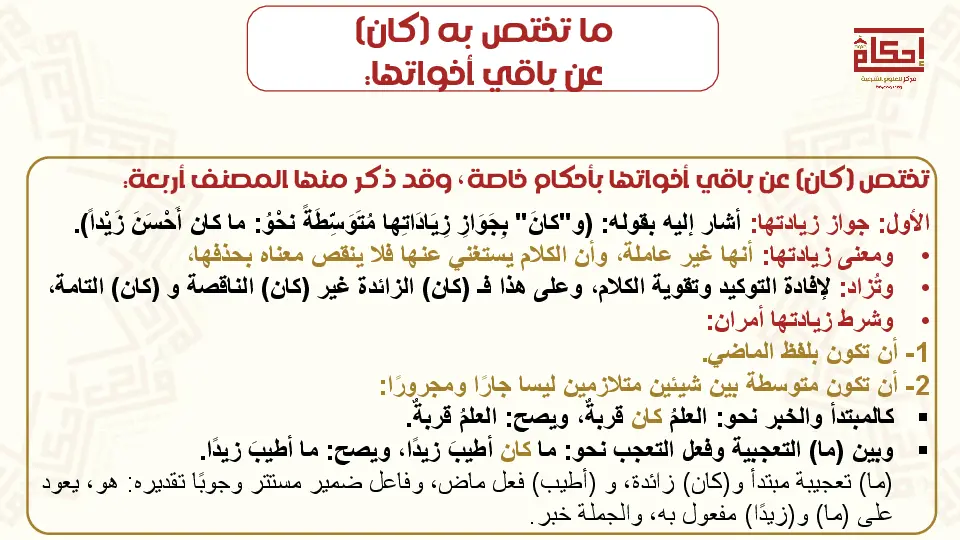 ما تختص به (كان)
عن باقي أخواتها:
إحكام
مركز للعلوم الشرعية
تختص (كان) عن باقي أخواتها بأحكام خاصة، وقد ذكر منها المصنف أربعة:
الأول: جواز زيادتها: أشار إليه بقوله: (و"كانَ" بِجَوَازِ زِيَادَاتِها مُتَوَسِّطَةً نحْوُ: ما كان أَحْسَنَ زَيْداً).
• ومعنى زيادتها: أنها غير عاملة، وأن الكلام يستغني عنها فلا ينقص معناه بحذفها،
• وتُزاد: لإفادة التوكيد وتقوية الكلام، وعلى هذا فـ (كان) الزائدة غير (كان) الناقصة و (كان) التامة،
• وشرط زيادتها أمران:
1- أن تكون بلفظ الماضي.
2- أن تكون متوسطة بين شيئين متلازمين ليسا جارًا ومجرورًا:
▪ كالمبتدأ والخبر نحو: العلمُ كان قربةٌ، ويصح: العلمُ قربةٌ.
▪ وبين (ما) التعجبية وفعل التعجب نحو: ما كان أطيبَ زيدًا، ويصح: ما أطيبَ زيدًا.
(ما) تعجيبة مبتدأ و(كان) زائدة، و (أطيب) فعل ماض، وفاعل ضمير مستتر وجوبًا تقديره: هو، يعود
على (ما) و(زيدًا) مفعول به، والجملة خبر.